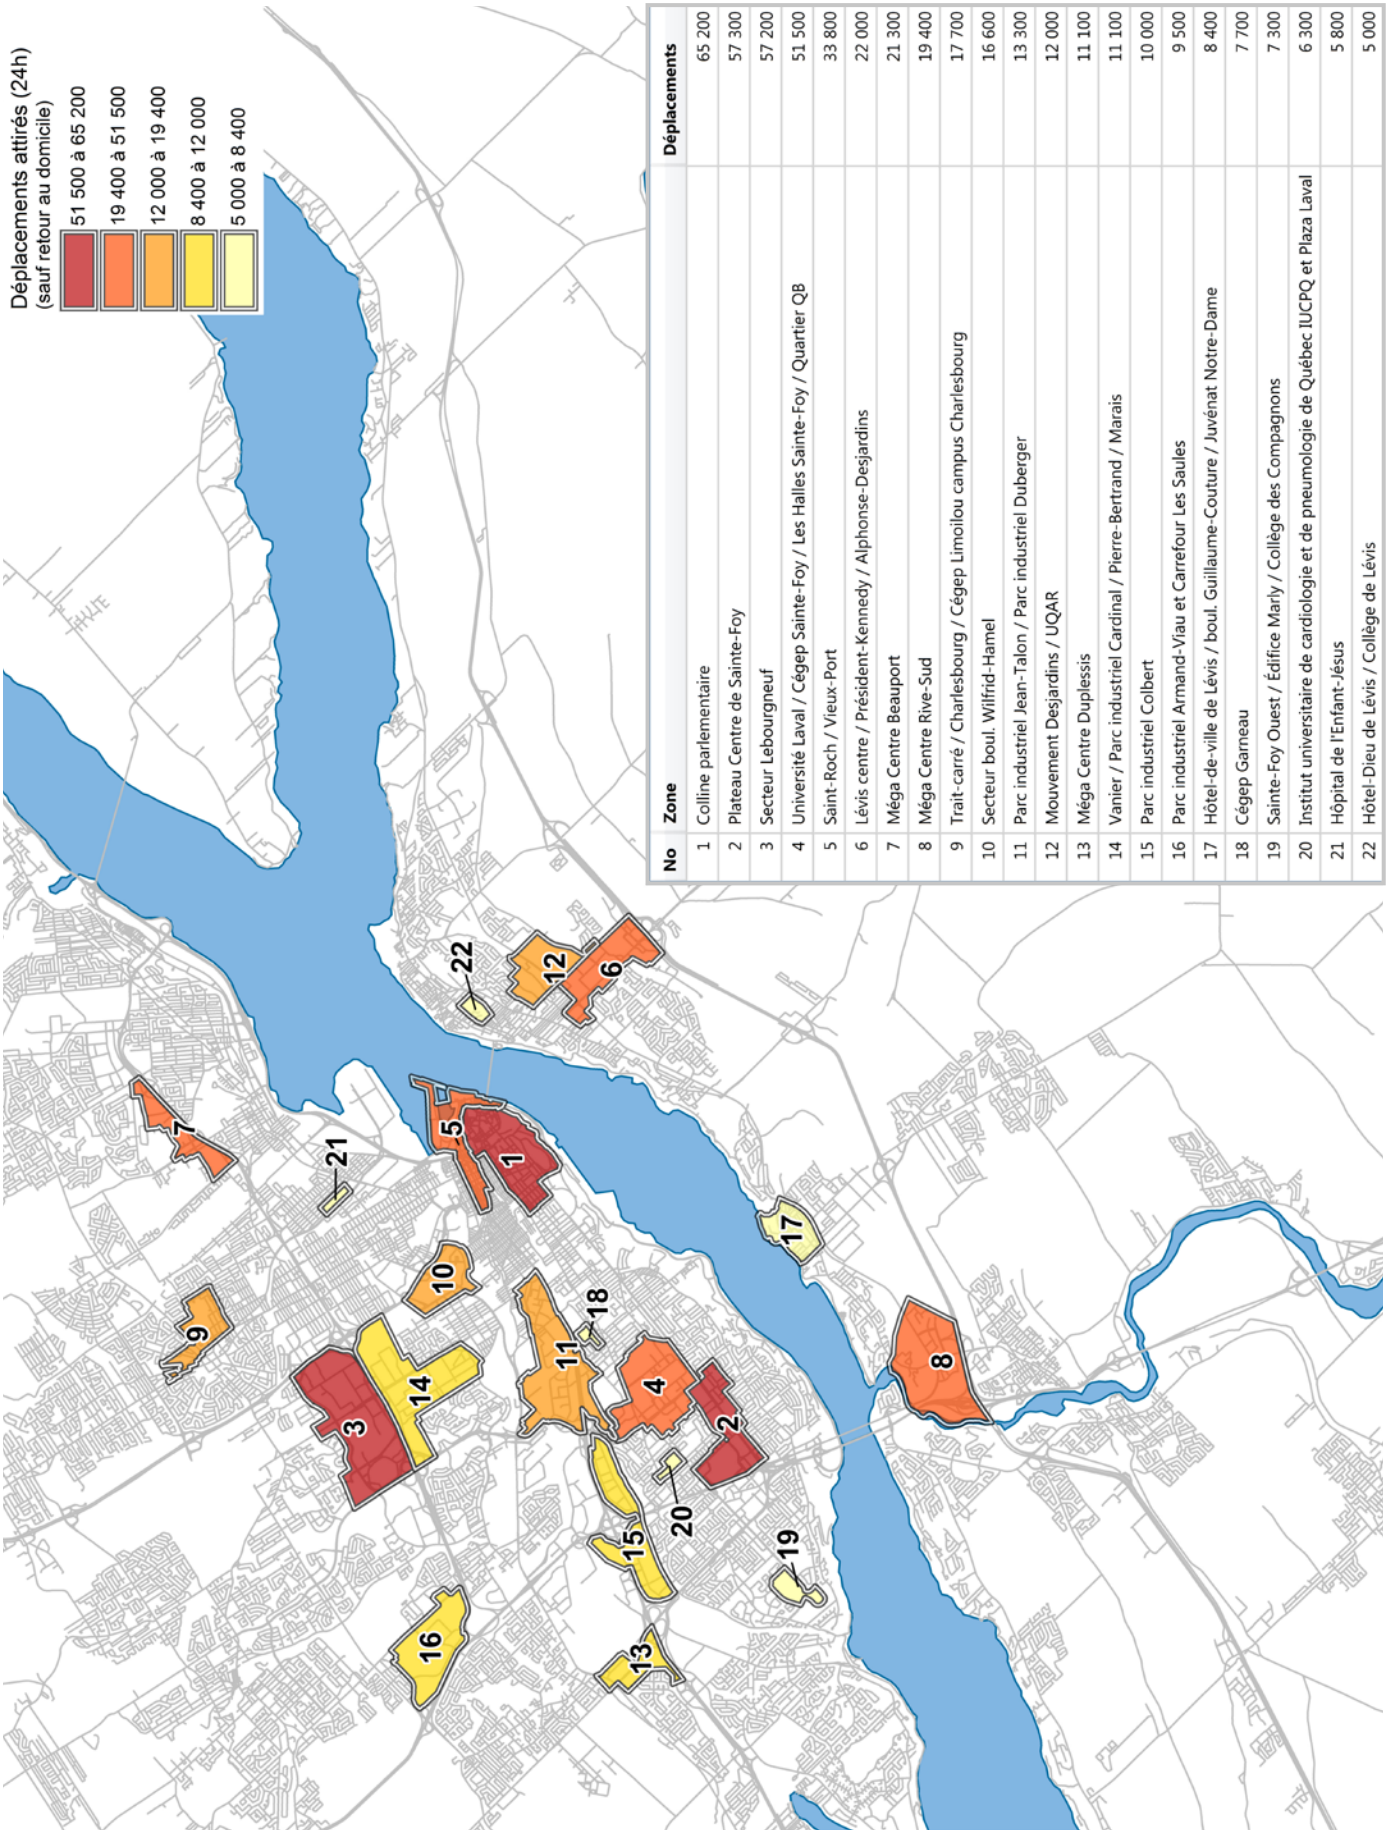 Déplacements attirés (24h)
(sauf retour au domicile)
51 500 à 65 200
19 400 à 51 500
12 000 à 19 400
8 400 à 12 000
5 000 à 8 400
No Zone Déplacements
1 Colline parlementaire 65 200
2 Plateau Centre de Sainte-Foy 57 300
3 Secteur Lebourgneuf 57 200
4 Université Laval / Cégep Sainte-Foy / Les Halles Sainte-Foy / Quartier QB 51 500
5 Saint-Roch / Vieux-Port 33 800
6 Lévis centre / Président-Kennedy / Alphonse-Desjardins 22 000
7 Méga Centre Beauport 21 300
8 Méga Centre Rive-Sud 19 400
9 Trait-carré / Charlesbourg / Cégep Limoilou campus Charlesbourg 17 700
10 Secteur boul. Wilfrid-Hamel 16 600
11 Parc industriel Jean-Talon / Parc industriel Duberger 13 300
12 Mouvement Desjardins / UQAR 12 000
13 Méga Centre Duplessis 11 100
14 Vanier / Parc industriel Cardinal / Pierre-Bertrand / Marais 11 100
15 Parc industriel Colbert 10 000
16 Parc industriel Armand-Viau et Carrefour Les Saules 9 500
17 Hôtel-de-ville de Lévis / boul. Guillaume-Couture / Juvénat Notre-Dame 8 400
18 Cégep Garneau 7 700
19 Sainte-Foy Ouest / Édifice Marly / Collège des Compagnons 7 300
20 Institut universitaire de cardiologie et de pneumologie de Québec IUCPQ et Plaza Laval 6 300
21 Hôpital de l'Enfant-Jésus 5 800
22 Hôtel-Dieu de Lévis / Collège de Lévis 5 000
7
9
21
3
16
14
10
5
22
1
12
11
18
6
15
13
4
20
2
19
17
8